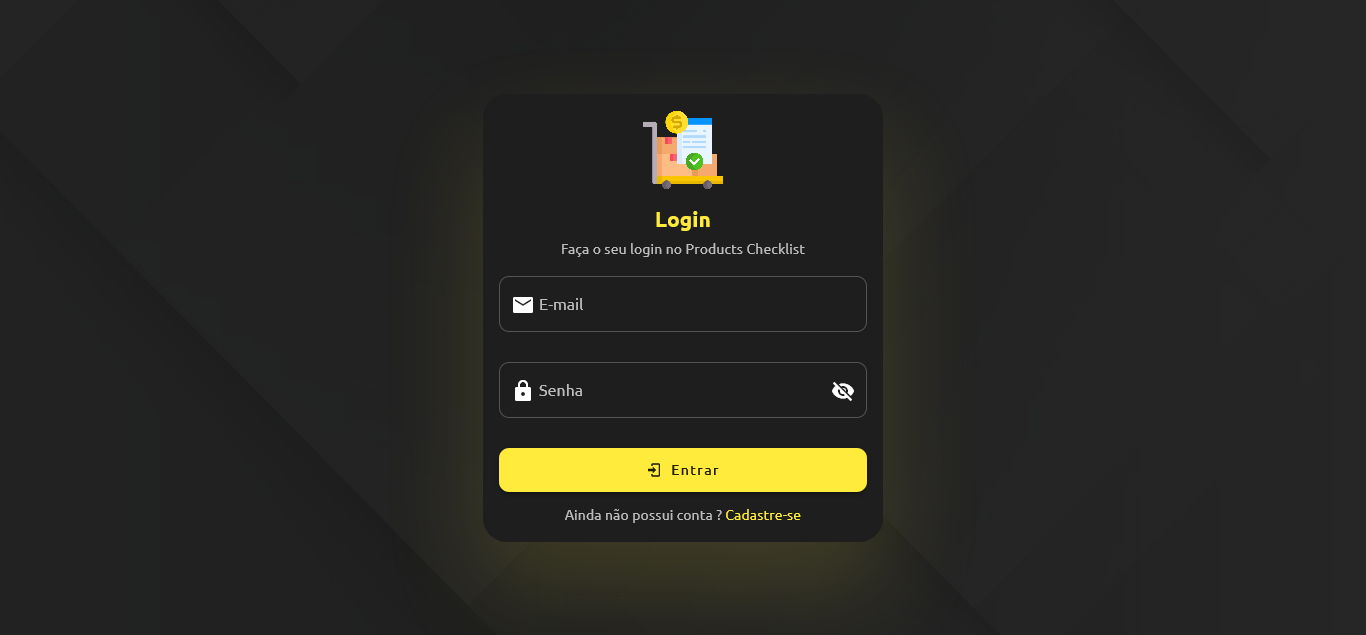 Login
Faça o seu login no Products Checklist
E-mail
Senha
Entrar
Ainda não possui conta ? Cadastre-se